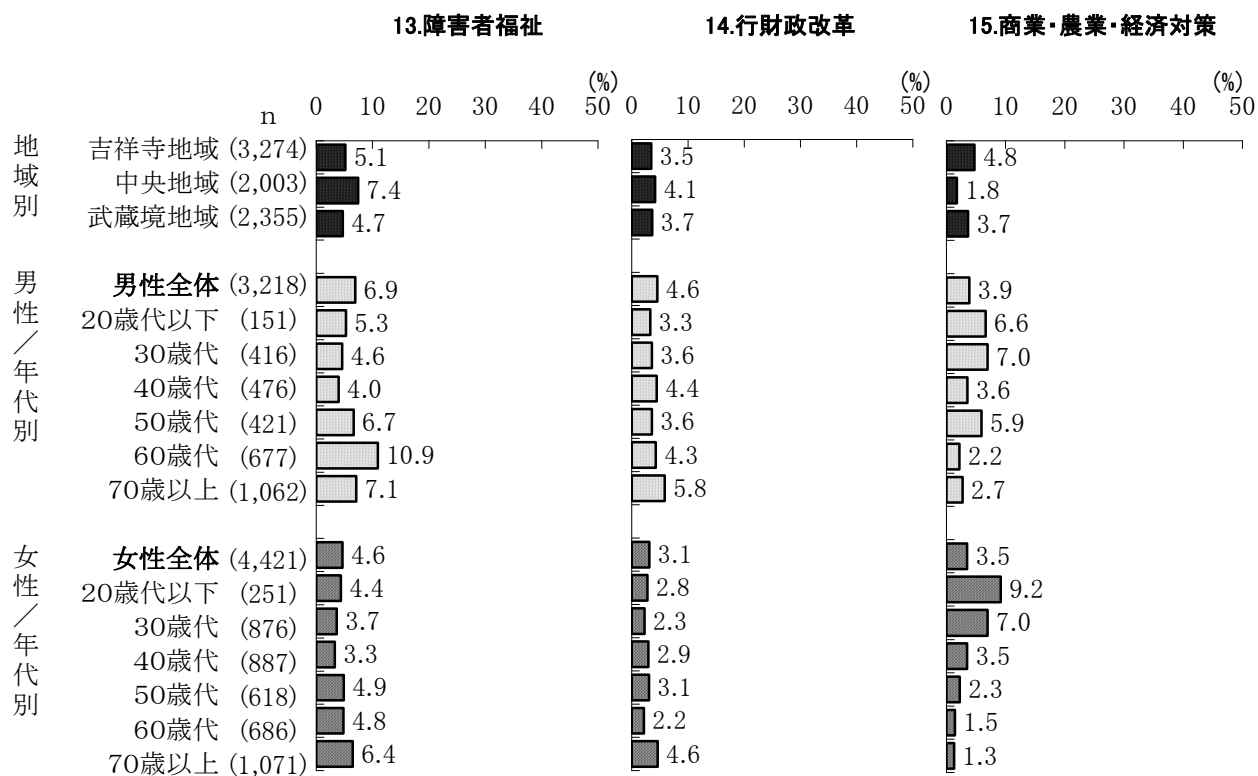 13.障害者福祉 14.行財政改革 15.商業・農業・経済対策
(%) (%) (%)
n 0 10 20 30 40 50 0 10 20 30 40 50 0 10 20 30 40 50
地域別
吉祥寺地域 (3,274) 5.1 3.5 4.8
中央地域 (2,003) 7.4 4.1 1.8
武蔵境地域 (2,355) 4.7 3.7 3.7
男性／年代別
男性全体 (3,218) 6.9 4.6 3.9
20歳代以下 (151) 5.3 3.3 6.6
30歳代 (416) 4.6 3.6 7.0
40歳代 (476) 4.0 4.4 3.6
50歳代 (421) 6.7 3.6 5.9
60歳代 (677) 10.9 4.3 2.2
70歳以上 (1,062) 7.1 5.8 2.7
女性／年代別
女性全体 (4,421) 4.6 3.1 3.5
20歳代以下 (251) 4.4 2.8 9.2
30歳代 (876) 3.7 2.3 7.0
40歳代 (887) 3.3 2.9 3.5
50歳代 (618) 4.9 3.1 2.3
60歳代 (686) 4.8 2.2 1.5
70歳以上 (1,071) 6.4 4.6 1.3